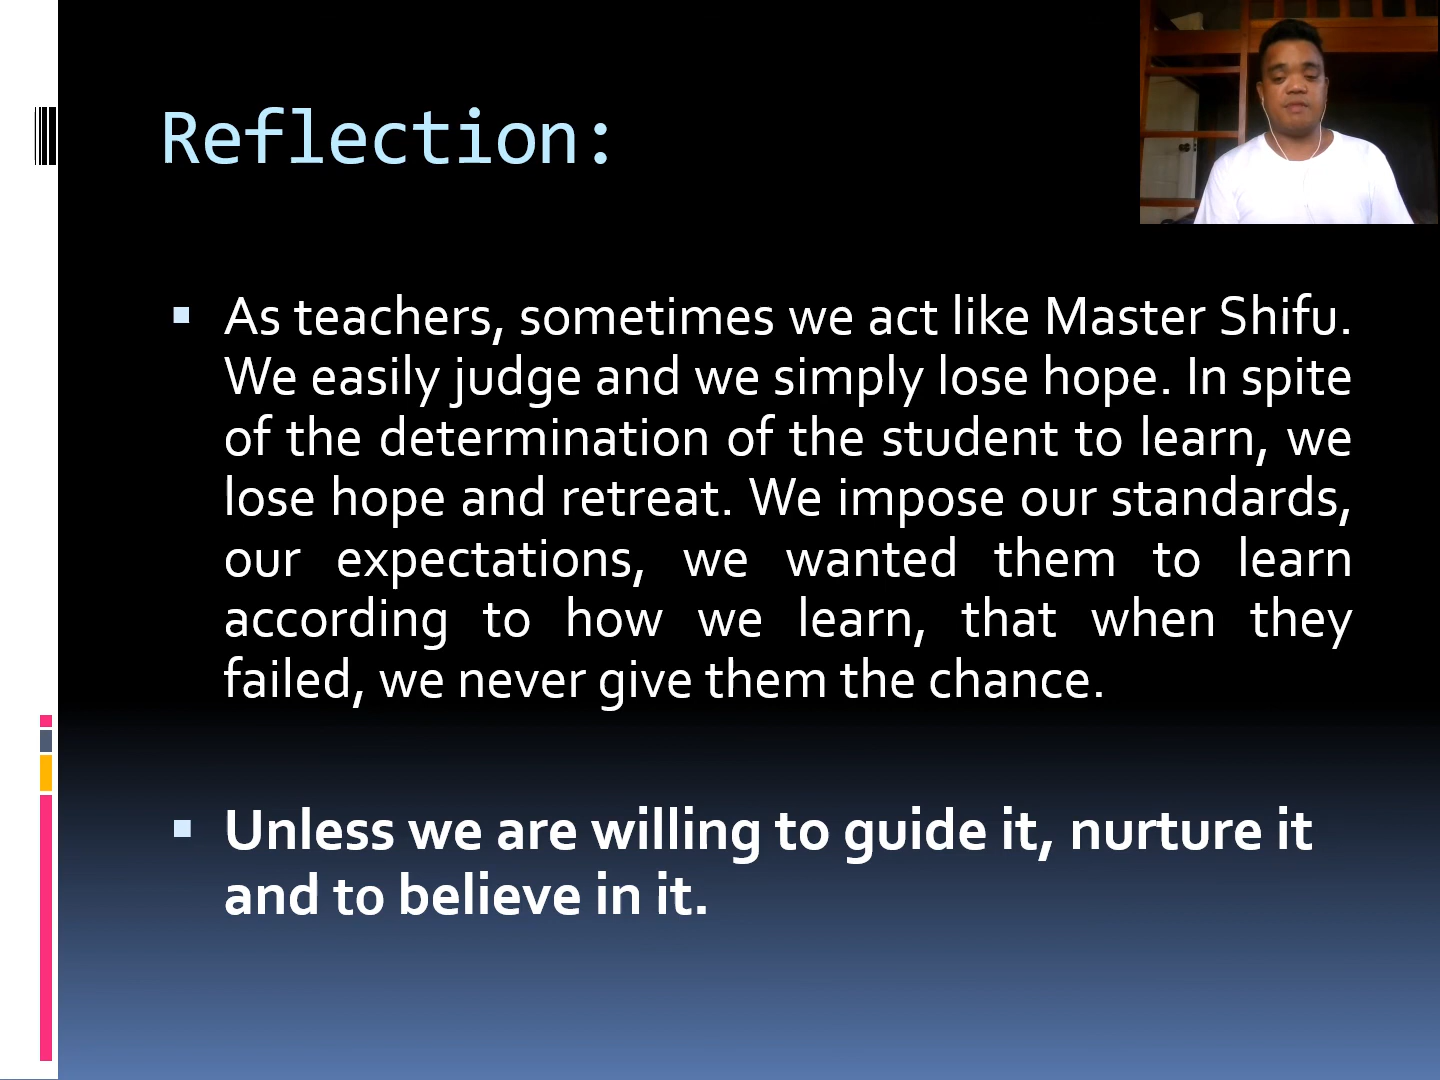 Reflection:
As teachers, sometimes we act like Master Shifu.
We easily judge and we simply lose hope. In spite
of the determination of the student to learn, we
lose hope and retreat. We impose our standards,
our expectations, we wanted them to learn
according to how we learn, that when they
failed, we never give them the chance.
Unless we are willing to guide it, nurture it
and to believe in it.